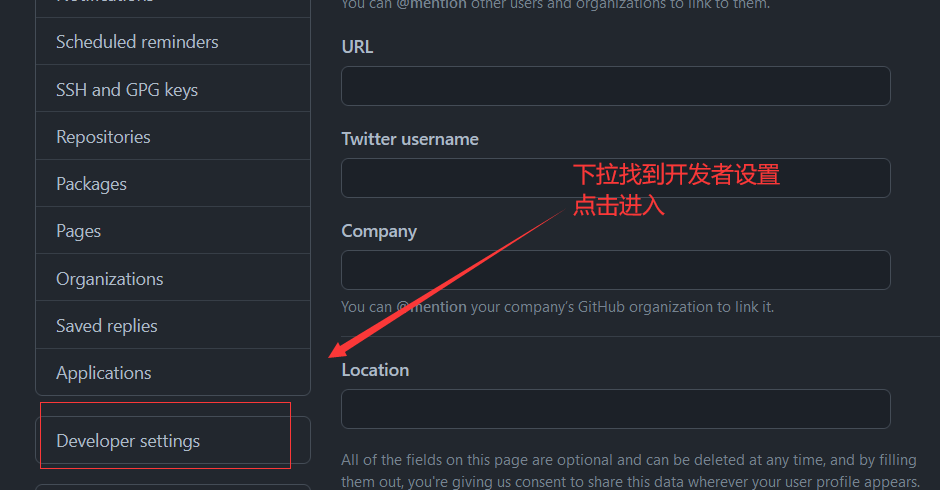 Notifications
Scheduled reminders
SSH and GPG keys
Repositories
Packages
Pages
Organizations
Saved replies
Applications
Developer settings
You can @mention other users and organizations to link to them.
URL
Twitter username
下拉找到开发者设置
点击进入
Company
You can @mention your company's GitHub organization to link it.
Location
All of the fields on this page are optional and can be deleted at any time, and by filling
them out, you're giving us consent to share this data wherever your user profile appears.